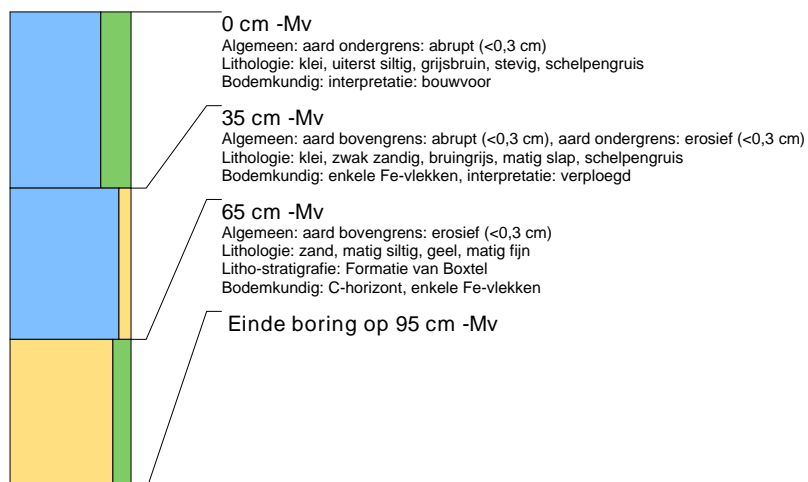 0 cm -Mv
Algemeen: aard ondergrens: abrupt (<0,3 cm)
Lithologie: klei, uiterst siltig, grijsbruin, stevig, schelpengruis
Bodemkundig: interpretatie: bouwvoor
35 cm -Mv
Algemeen: aard bovengrens: abrupt (<0,3 cm), aard ondergrens: erosief (<0,3 cm)
Lithologie: klei, zwak zandig, bruingrijs, matig slap, schelpengruis
Bodemkundig: enkele Fe-vlekken, interpretatie: verploegd
65 cm -Mv
Algemeen: aard bovengrens: erosief (<0,3 cm)
Lithologie: zand, matig siltig, geel, matig fijn
Litho-stratigrafie: Formatie van Boxtel
Bodemkundig: C-horizont, enkele Fe-vlekken
Einde boring op 95 cm -Mv